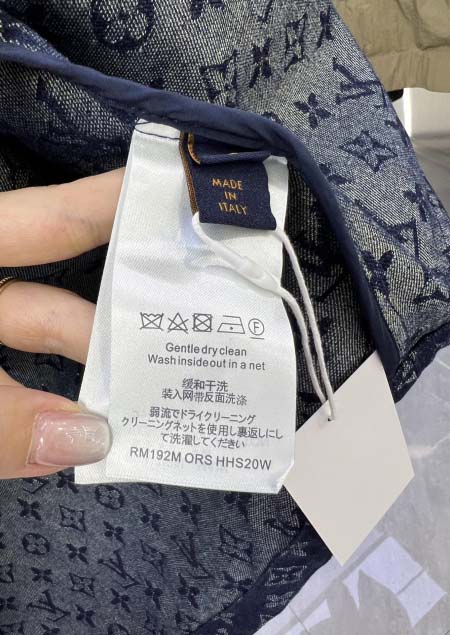 MADE
IN
ITALY
Gentle dry clean
Wash inside out in a net
缓和干洗
装入网带反面洗涤
弱流でドライクリーニング
クリーニングネットを使用し裏返しにし
て洗濯してください
RM192M ORS HHS20W